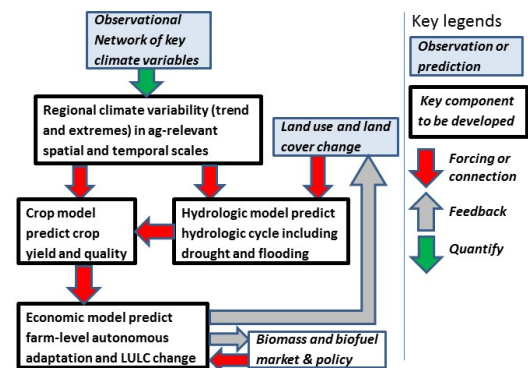 Observational
Network of key
climate variables
Regional climate variability (trend
and extremes) in ag-relevant
spatial and temporal scales
Land use and land
cover change
Crop model
predict crop
yield and quality
Hydrologic model predict
hydrologic cycle including
drought and flooding
Economic model predict
farm-level autonomous
adaptation and LULC change
Biomass and biofuel
market & policy
Key legends
Observation or
prediction
Key component
to be developed
Forcing or
connection
Feedback
Quantify